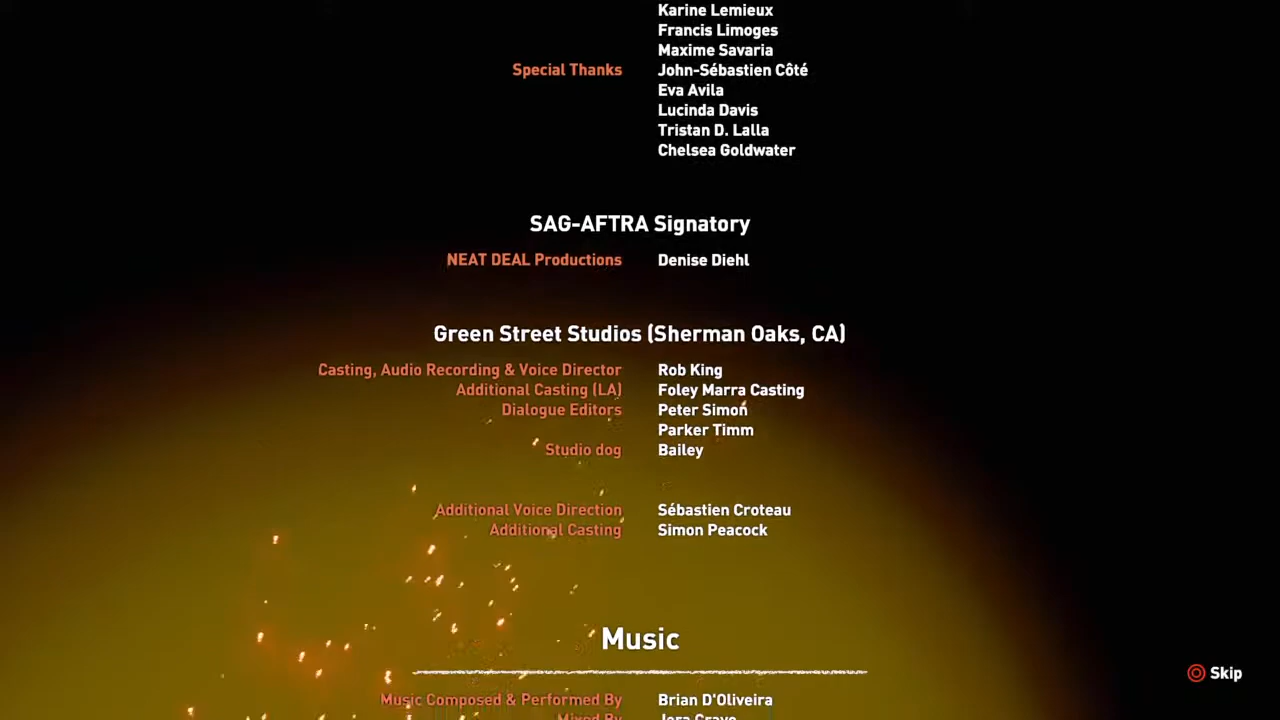 Karine Lemieux
Francis Limoges
Maxime Savaria
Special Thanks John-Sébastien Côté
Eva Avila
Lucinda Davis
Tristan D. Lalla
Chelsea Goldwater
SAG-AFTRA Signatory
NEAT DEAL Productions Denise Diehl
Green Street Studios (Sherman Oaks, CA)
Casting, Audio Recording & Voice Director Rob King
Additional Casting (LA) Foley Marra Casting
Dialogue Editors Peter Simon
Parker Timm
Studio dog Bailey
Additional Voice Direction Sébastien Croteau
Additional Casting Simon Peacock
Music
Skip
Music Composed & Performed By Brian D'Oliveira
Mixed By